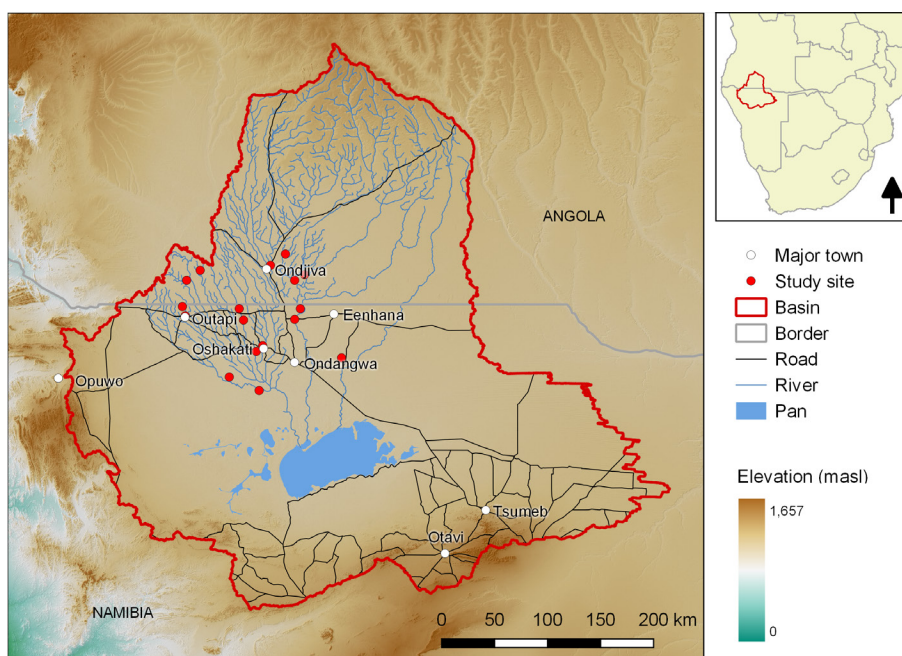 ANGOLA
Ondjiva
Outapi
Eenhana
Oshakati
Ondangwa
Opuwo
Tsumeb
Otavi
NAMIBIA
0 50 100 150 200 km
Major town
Study site
Basin
Border
Road
River
Pan
Elevation (masl)
1,657
0